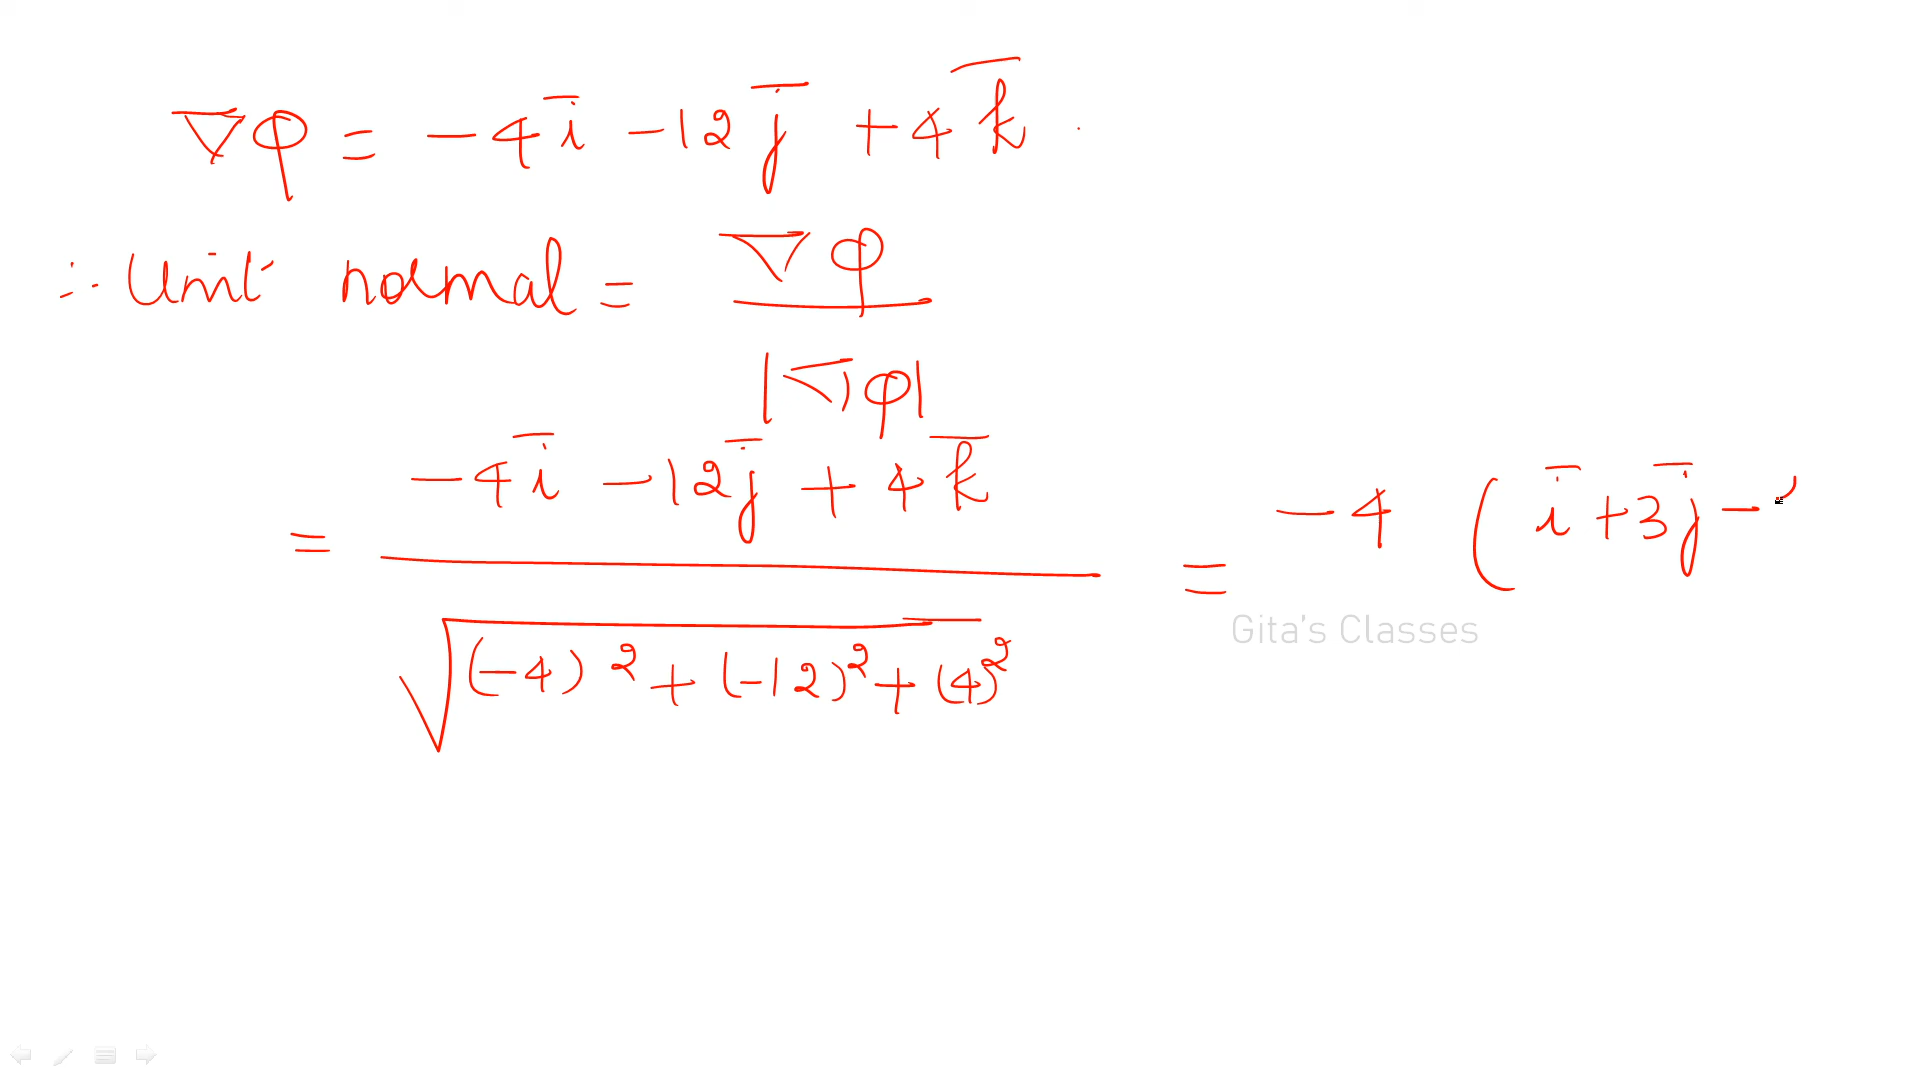 ∇φ = -4i̅ - 12j̅ + 4k̅ .
∴ Unit normal = ∇φ / |∇φ|
= (-4i̅ - 12j̅ + 4k̅) / √((-4)² + (-12)² + (4)²) = -4 ( i̅ + 3j̅ -
Gita's Classes